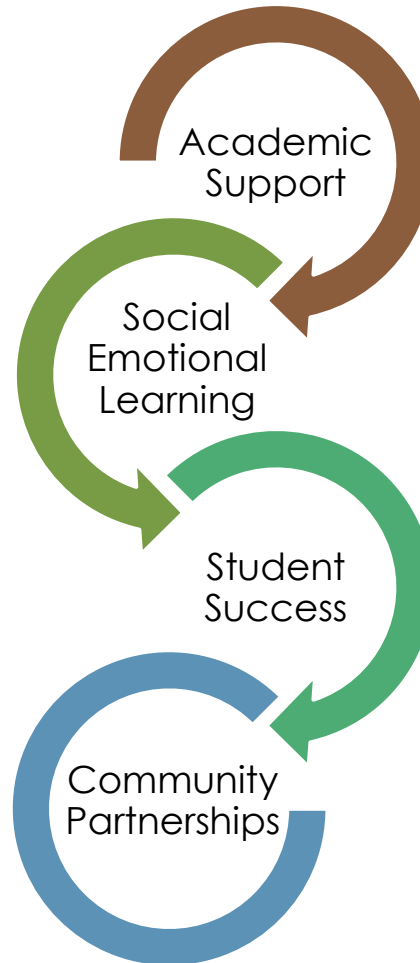 Academic
Support
Social
Emotional
Learning
Student
Success
Community
Partnerships